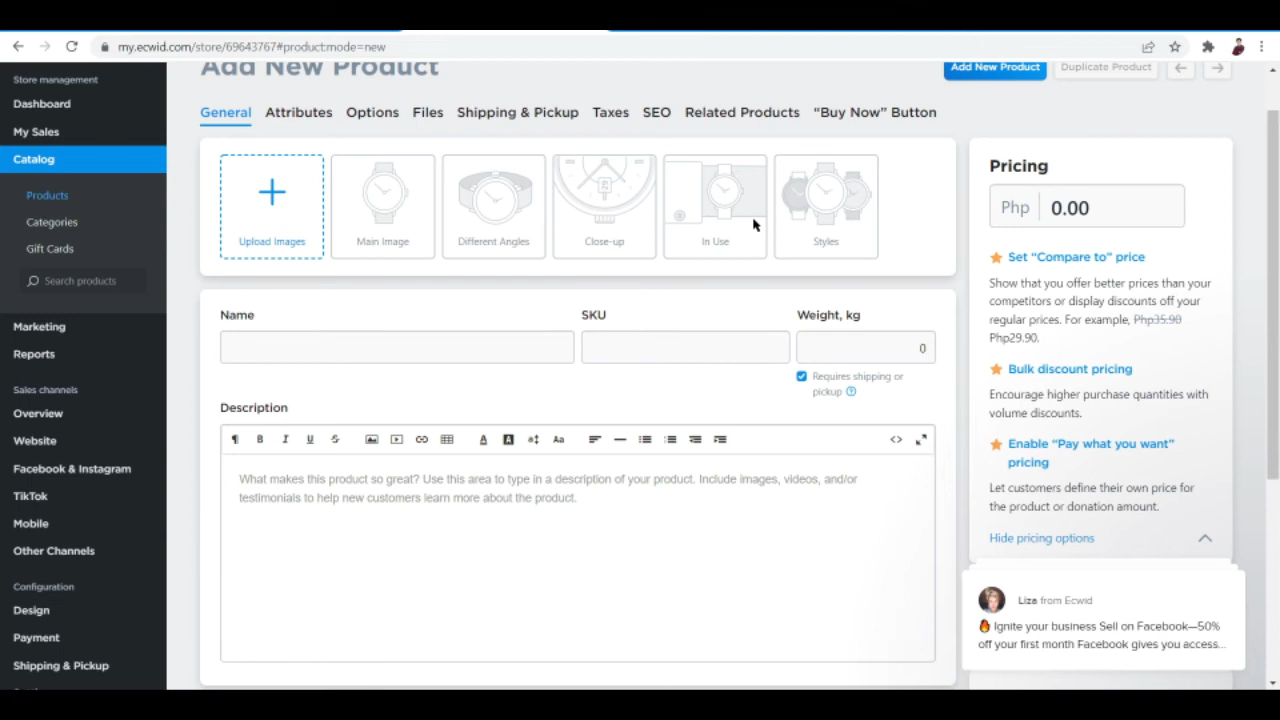 my.ecwid.com/store/69643767#product:mode=new
Store management
Dashboard
My Sales
Catalog
Products
Categories
Gift Cards
Search products
Marketing
Reports
Sales channels
Overview
Website
Facebook & Instagram
TikTok
Mobile
Other Channels
Configuration
Design
Payment
Shipping & Pickup
Add New Product
Add New Product
Duplicate Product
General Attributes Options Files Shipping & Pickup Taxes SEO Related Products “Buy Now” Button
Upload Images
Main Image
Different Angles
Close-up
In Use
Styles
Name
SKU
Weight, kg
0
Requires shipping or
pickup
Description
What makes this product so great? Use this area to type in a description of your product. Include images, videos, and/or
testimonials to help new customers learn more about the product.
Pricing
Php 0.00
Set “Compare to” price
Show that you offer better prices than your
competitors or display discounts off your
regular prices. For example, Php35.90
Php29.90.
Bulk discount pricing
Encourage higher purchase quantities with
volume discounts.
Enable “Pay what you want”
pricing
Let customers define their own price for
the product or donation amount.
Hide pricing options
Liza from Ecwid
🔥 Ignite your business Sell on Facebook—50%
off your first month Facebook gives you access...